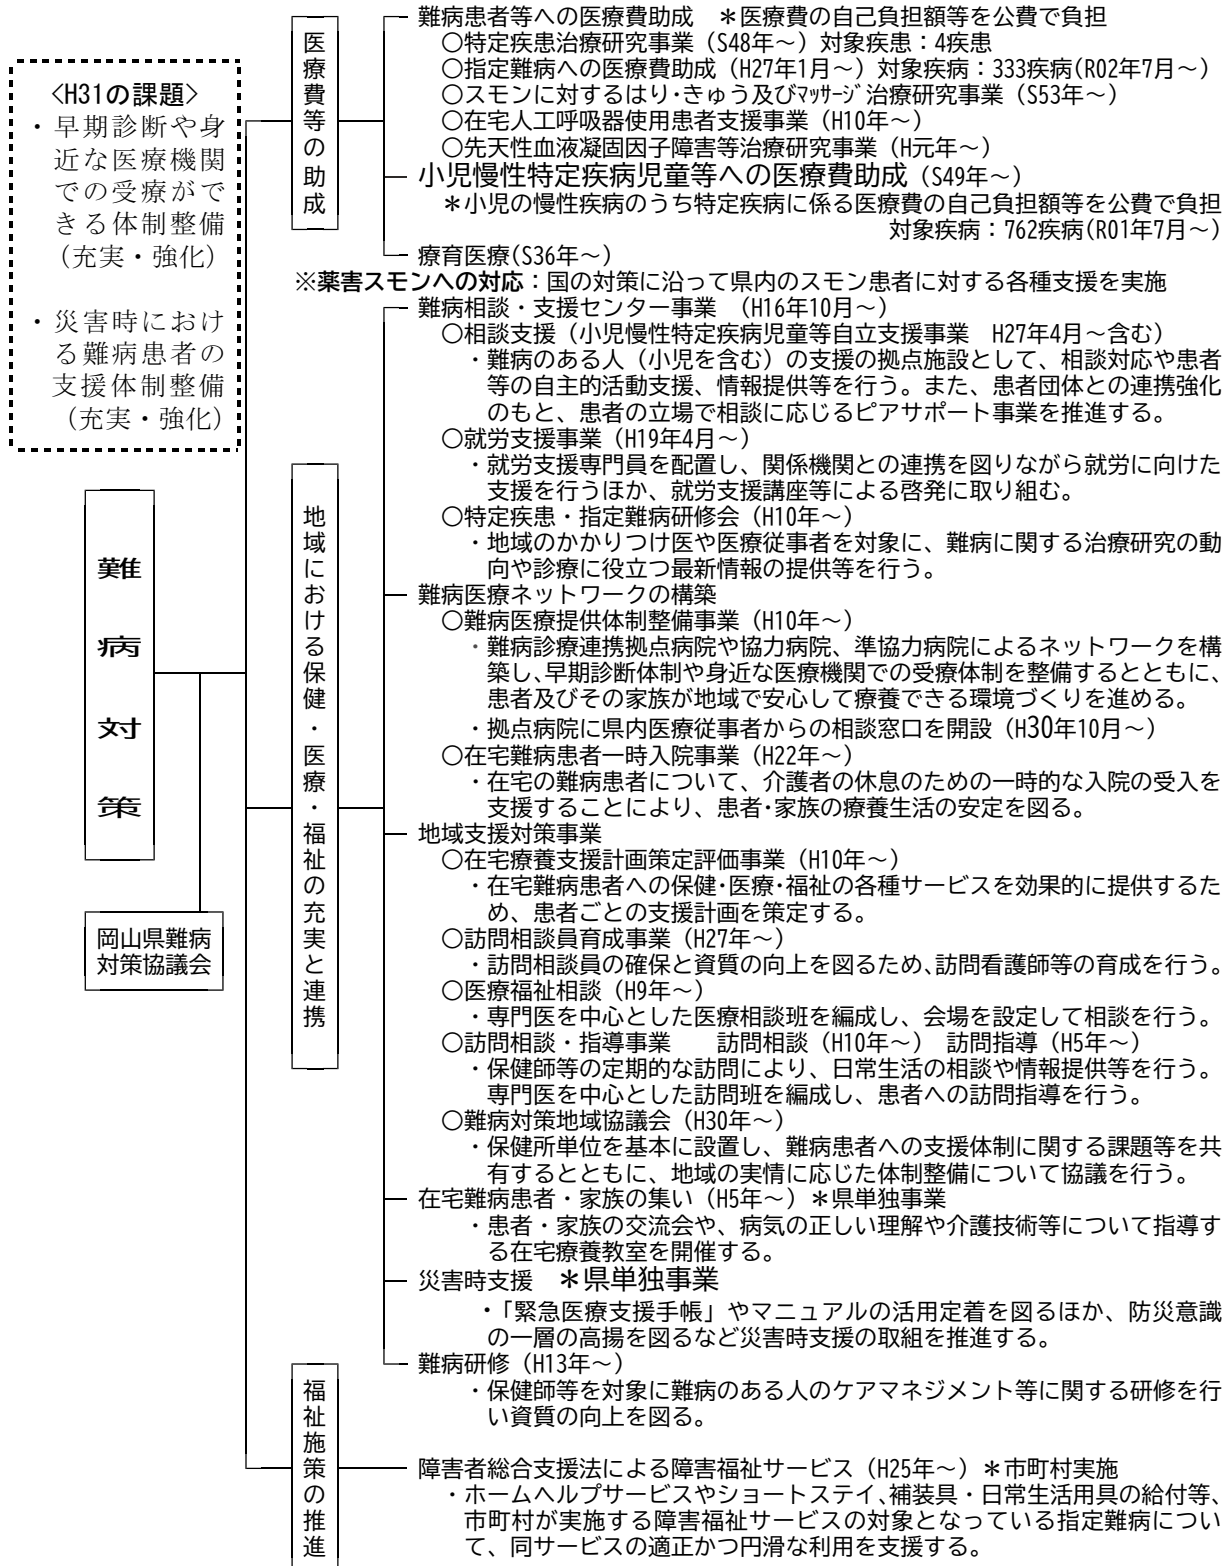 <H31の課題>
・早期診断や身
近な医療機関
での受療がで
きる体制整備
（充実・強化）
・災害時におけ
る難病患者の
支援体制整備
（充実・強化）
難病対策
岡山県難病
対策協議会
医療費等の助成
難病患者等への医療費助成　＊医療費の自己負担額等を公費で負担
○特定疾患治療研究事業（S48年～）対象疾患：4疾患
○指定難病への医療費助成（H27年1月～）対象疾病：333疾病(R02年7月～）
○スモンに対するはり・きゅう及びﾏｯｻｰｼﾞ治療研究事業（S53年～）
○在宅人工呼吸器使用患者支援事業（H10年～）
○先天性血液凝固因子障害等治療研究事業（H元年～）
小児慢性特定疾病児童等への医療費助成（S49年～）
＊小児の慢性疾病のうち特定疾病に係る医療費の自己負担額等を公費で負担
対象疾病：762疾病(R01年7月～）
療育医療(S36年～）
※薬害スモンへの対応：国の対策に沿って県内のスモン患者に対する各種支援を実施
地域における保健・医療・福祉の充実と連携
難病相談・支援センター事業　（H16年10月～）
○相談支援（小児慢性特定疾病児童等自立支援事業　H27年4月～含む）
・難病のある人（小児を含む）の支援の拠点施設として、相談対応や患者
等の自主的活動支援、情報提供等を行う。また、患者団体との連携強化
のもと、患者の立場で相談に応じるピアサポート事業を推進する。
○就労支援事業（H19年4月～）
・就労支援専門員を配置し、関係機関との連携を図りながら就労に向けた
支援を行うほか、就労支援講座等による啓発に取り組む。
○特定疾患・指定難病研修会（H10年～）
・地域のかかりつけ医や医療従事者を対象に、難病に関する治療研究の動
向や診療に役立つ最新情報の提供等を行う。
難病医療ネットワークの構築
○難病医療提供体制整備事業（H10年～）
・難病診療連携拠点病院や協力病院、準協力病院によるネットワークを構
築し、早期診断体制や身近な医療機関での受療体制を整備するとともに、
患者及びその家族が地域で安心して療養できる環境づくりを進める。
・拠点病院に県内医療従事者からの相談窓口を開設（H30年10月～）
○在宅難病患者一時入院事業（H22年～）
・在宅の難病患者について、介護者の休息のための一時的な入院の受入を
支援することにより、患者・家族の療養生活の安定を図る。
地域支援対策事業
○在宅療養支援計画策定評価事業（H10年～）
・在宅難病患者への保健・医療・福祉の各種サービスを効果的に提供するた
め、患者ごとの支援計画を策定する。
○訪問相談員育成事業（H27年～）
・訪問相談員の確保と資質の向上を図るため、訪問看護師等の育成を行う。
○医療福祉相談（H9年～）
・専門医を中心とした医療相談班を編成し、会場を設定して相談を行う。
○訪問相談・指導事業　　訪問相談（H10年～）　訪問指導（H5年～）
・保健師等の定期的な訪問により、日常生活の相談や情報提供等を行う。
専門医を中心とした訪問班を編成し、患者への訪問指導を行う。
○難病対策地域協議会（H30年～）
・保健所単位を基本に設置し、難病患者への支援体制に関する課題等を共
有するとともに、地域の実情に応じた体制整備について協議を行う。
在宅難病患者・家族の集い（H5年～）＊県単独事業
・患者・家族の交流会や、病気の正しい理解や介護技術等について指導す
る在宅療養教室を開催する。
災害時支援　＊県単独事業
・「緊急医療支援手帳」やマニュアルの活用定着を図るほか、防災意識
の一層の高揚を図るなど災害時支援の取組を推進する。
難病研修（H13年～）
・保健師等を対象に難病のある人のケアマネジメント等に関する研修を行
い資質の向上を図る。
福祉施策の推進
障害者総合支援法による障害福祉サービス（H25年～）＊市町村実施
・ホームヘルプサービスやショートステイ、補装具・日常生活用具の給付等、
市町村が実施する障害福祉サービスの対象となっている指定難病につい
て、同サービスの適正かつ円滑な利用を支援する。